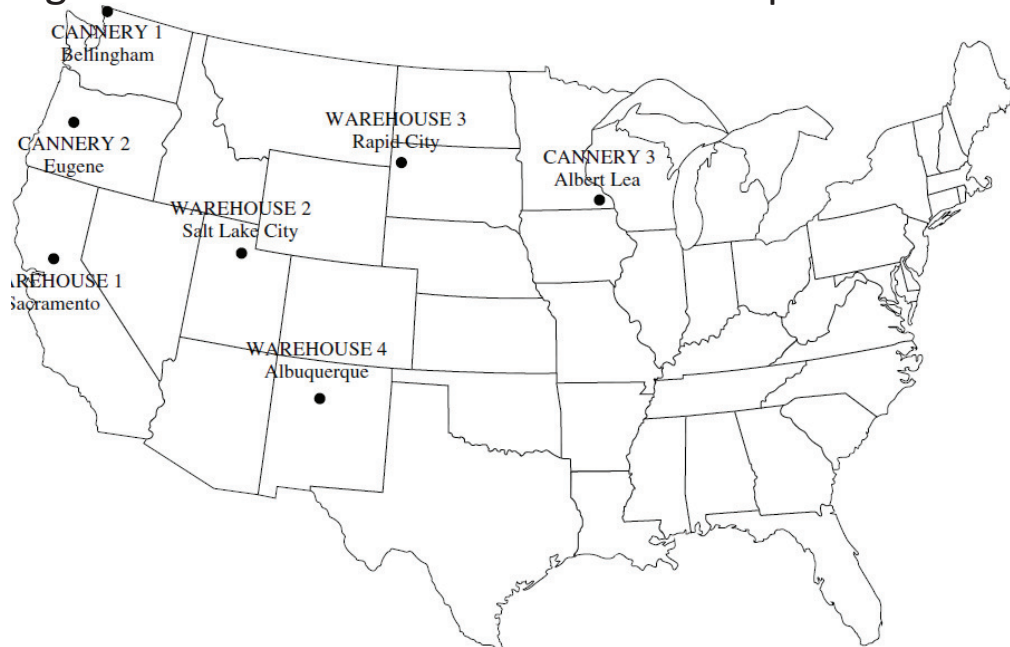 CANNERY 1
Bellingham
CANNERY 2
Eugene
WAREHOUSE 3
Rapid City
CANNERY 3
Albert Lea
WAREHOUSE 2
Salt Lake City
AREHOUSE 1
Sacramento
WAREHOUSE 4
Albuquerque